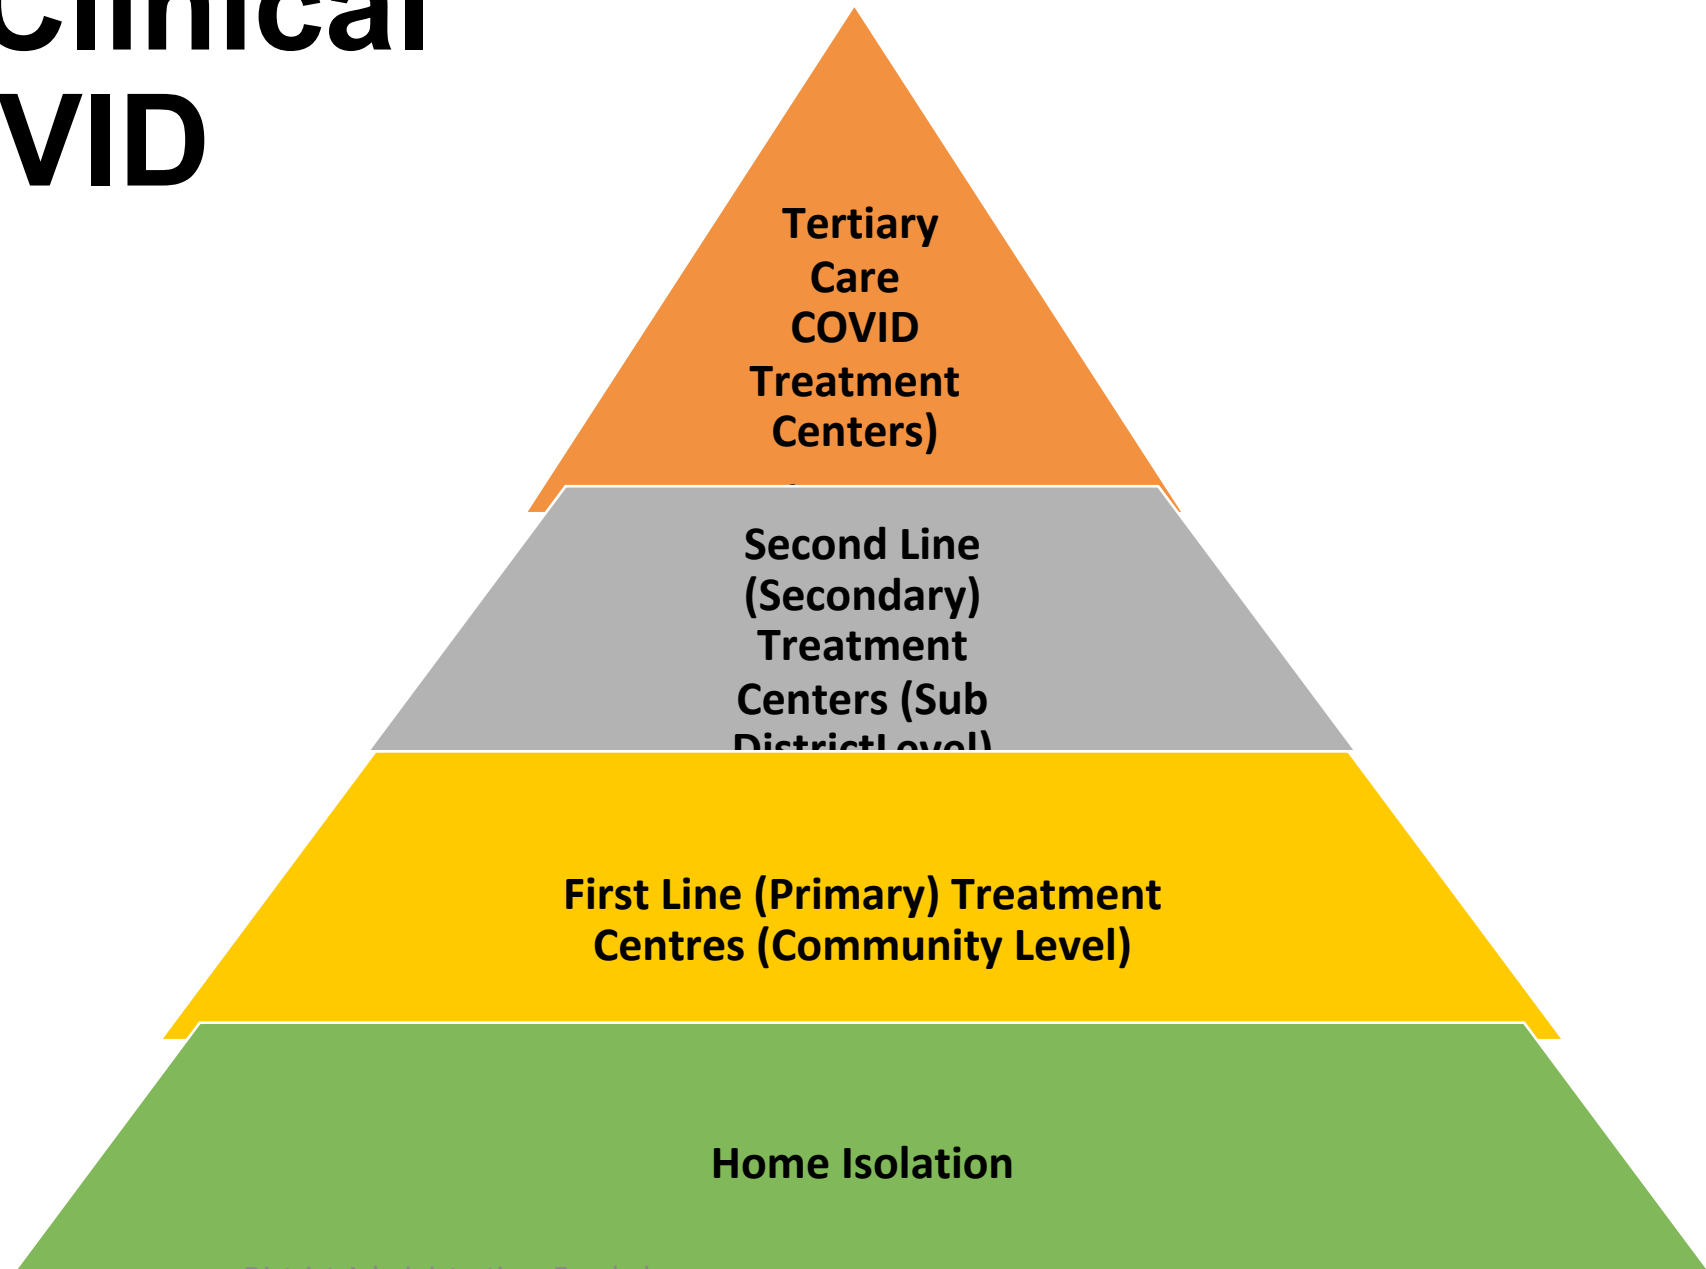 Clinical
VID
Tertiary
Care
COVID
Treatment
Centers)
Second Line
(Secondary)
Treatment
Centers (Sub
DistrictLevel)
First Line (Primary) Treatment
Centres (Community Level)
Home Isolation